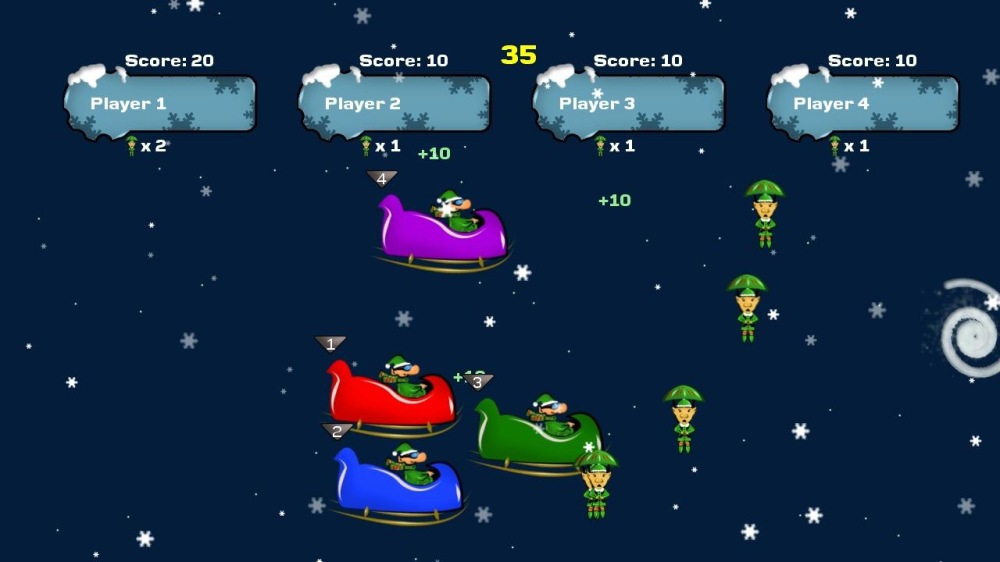 Score: 20
Score: 10
35
Score: 10
Score: 10
Player 1
Player 2
Player 3
Player 4
x 2
x 1
x 1
x 1
+10
4
+10
1
3
2